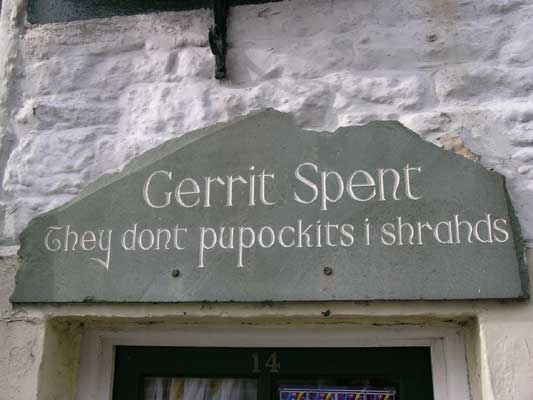 Gerrit Spent
They dont pupockits i shrahds
14